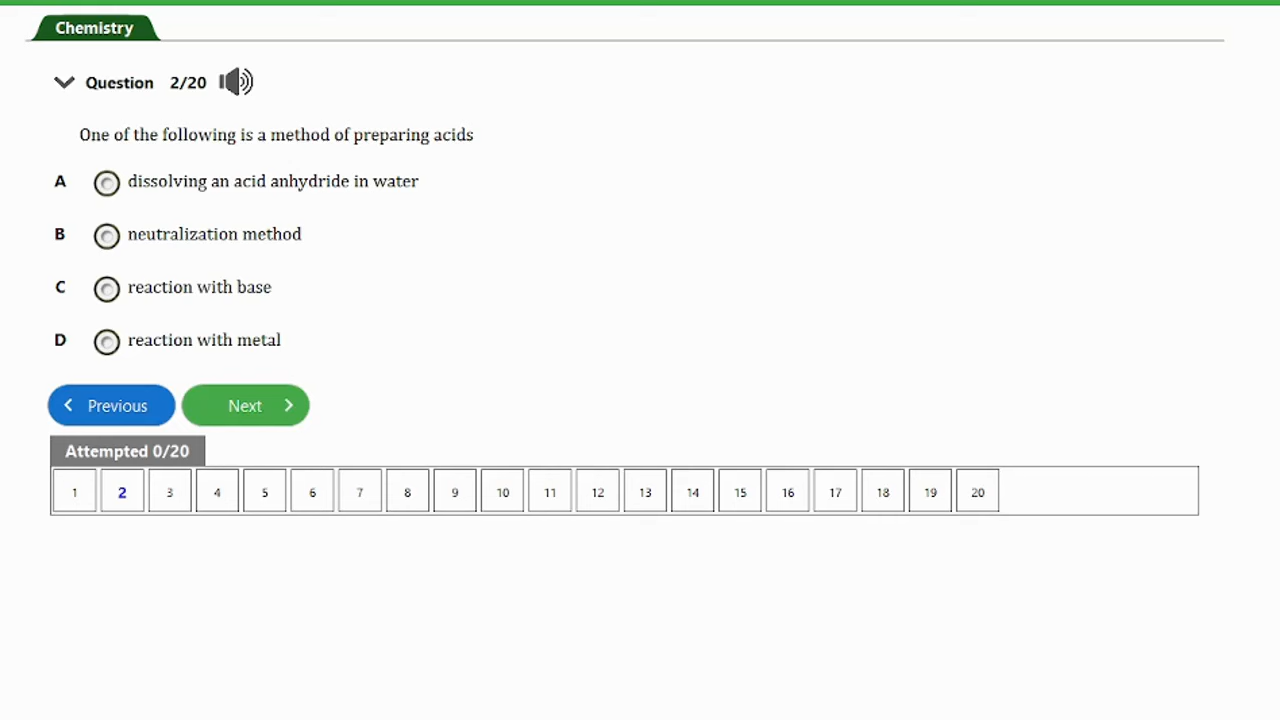 Chemistry
Question 2/20
One of the following is a method of preparing acids
A dissolving an acid anhydride in water
B neutralization method
C reaction with base
D reaction with metal
Previous Next
Attempted 0/20
1 2 3 4 5 6 7 8 9 10 11 12 13 14 15 16 17 18 19 20